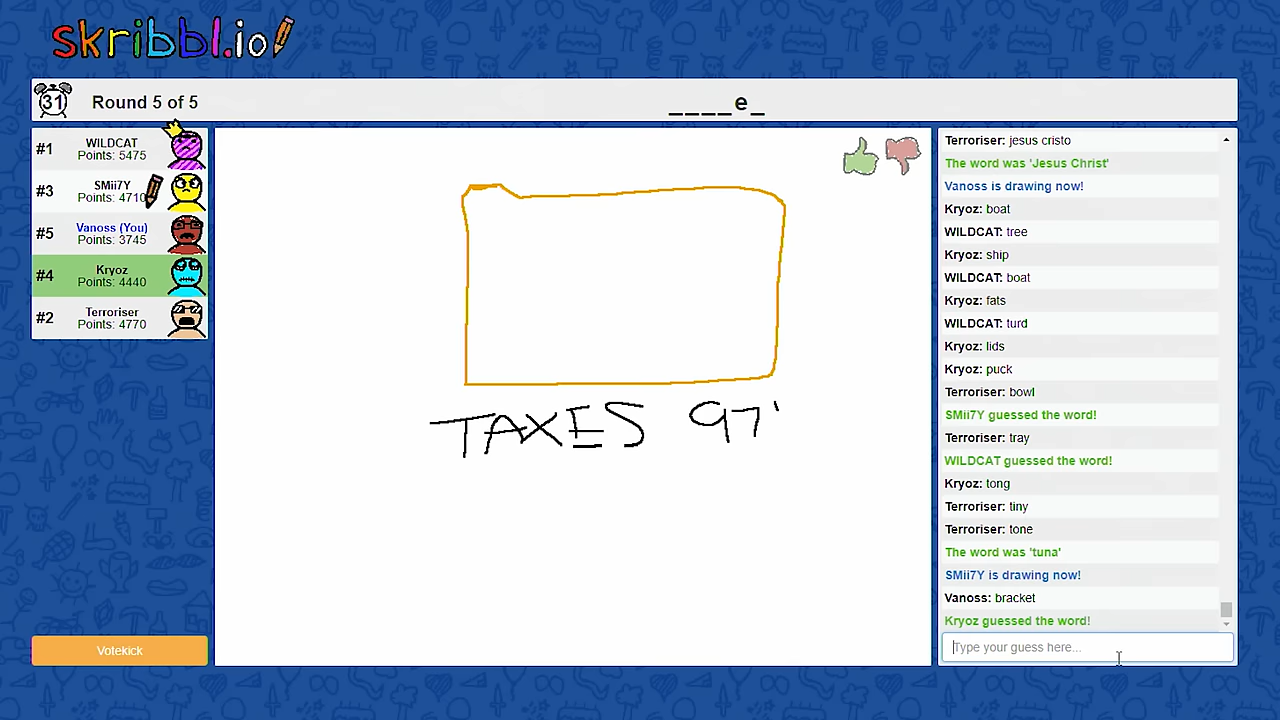 skribbl.io
31
Round 5 of 5
____e_
#1
WILDCAT
Points: 5475
#3
SMii7Y
Points: 4710
#5
Vanoss (You)
Points: 3745
#4
Kryoz
Points: 4440
#2
Terroriser
Points: 4770
Votekick
TAXES 97'
Terroriser: jesus cristo
The word was 'Jesus Christ'
Vanoss is drawing now!
Kryoz: boat
WILDCAT: tree
Kryoz: ship
WILDCAT: boat
Kryoz: fats
WILDCAT: turd
Kryoz: lids
Kryoz: puck
Terroriser: bowl
SMii7Y guessed the word!
Terroriser: tray
WILDCAT guessed the word!
Kryoz: tong
Terroriser: tiny
Terroriser: tone
The word was 'tuna'
SMii7Y is drawing now!
Vanoss: bracket
Kryoz guessed the word!
Type your guess here...